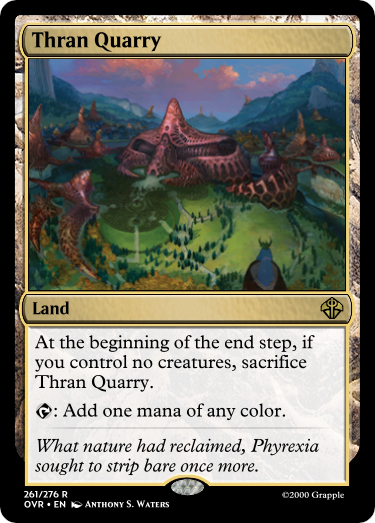 Thran Quarry
Land
At the beginning of the end step, if
you control no creatures, sacrifice
Thran Quarry.
: Add one mana of any color.
What nature had reclaimed, Phyrexia
sought to strip bare once more.
261/276 R
OVR • EN Anthony S. Waters
©2000 Grapple